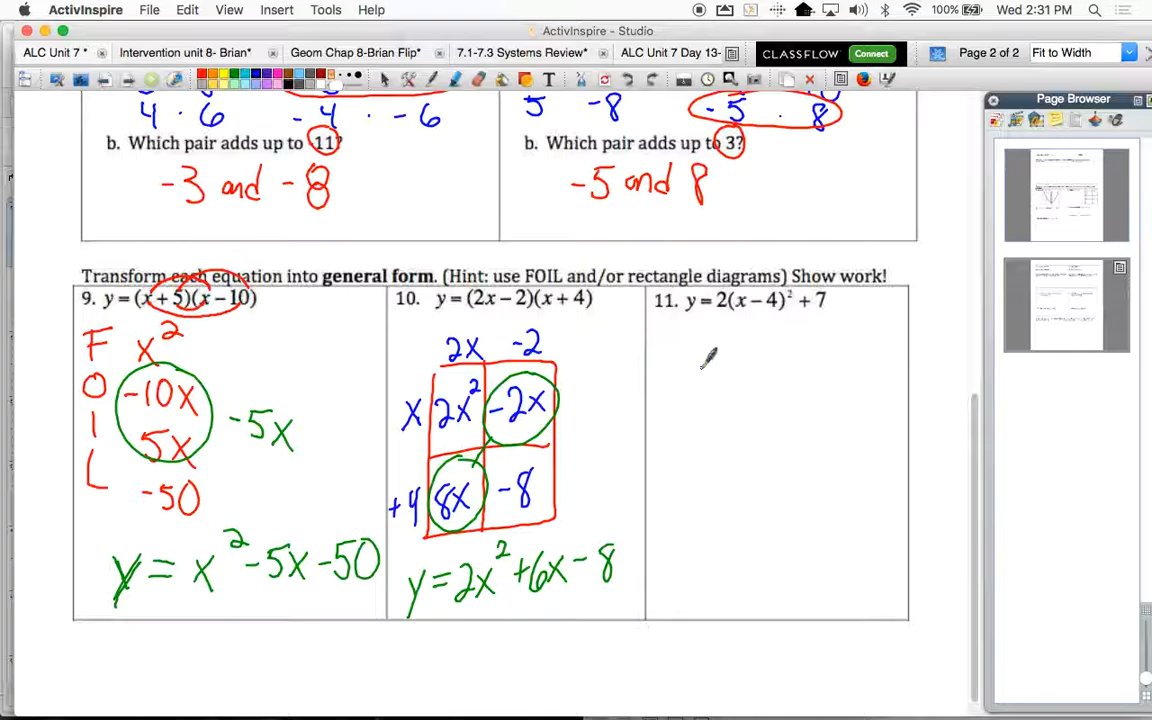 ActivInspire File Edit View Insert Tools Help 100% Wed 2:31 PM
ActivInspire - Studio
ALC Unit 7 * Intervention unit 8- Brian* Geom Chap 8-Brian Flip* 7.1-7.3 Systems Review* ALC Unit 7 Day 13- CLASSFLOW Connect Page 2 of 2 Fit to Width
Page Browser
4 · 6 -4 · -6 5 -8 -5 · 8
b. Which pair adds up to -11? b. Which pair adds up to 3?
-3 and -8 -5 and 8
Transform each equation into general form. (Hint: use FOIL and/or rectangle diagrams) Show work!
9. y = (x + 5)(x − 10) 10. y = (2x − 2)(x + 4) 11. y = 2(x − 4)² + 7
F x²
O -10x
I 5x -5x
L -50
y = x² -5x -50
2x -2
x 2x² -2x
+4 8x -8
y = 2x² +6x -8